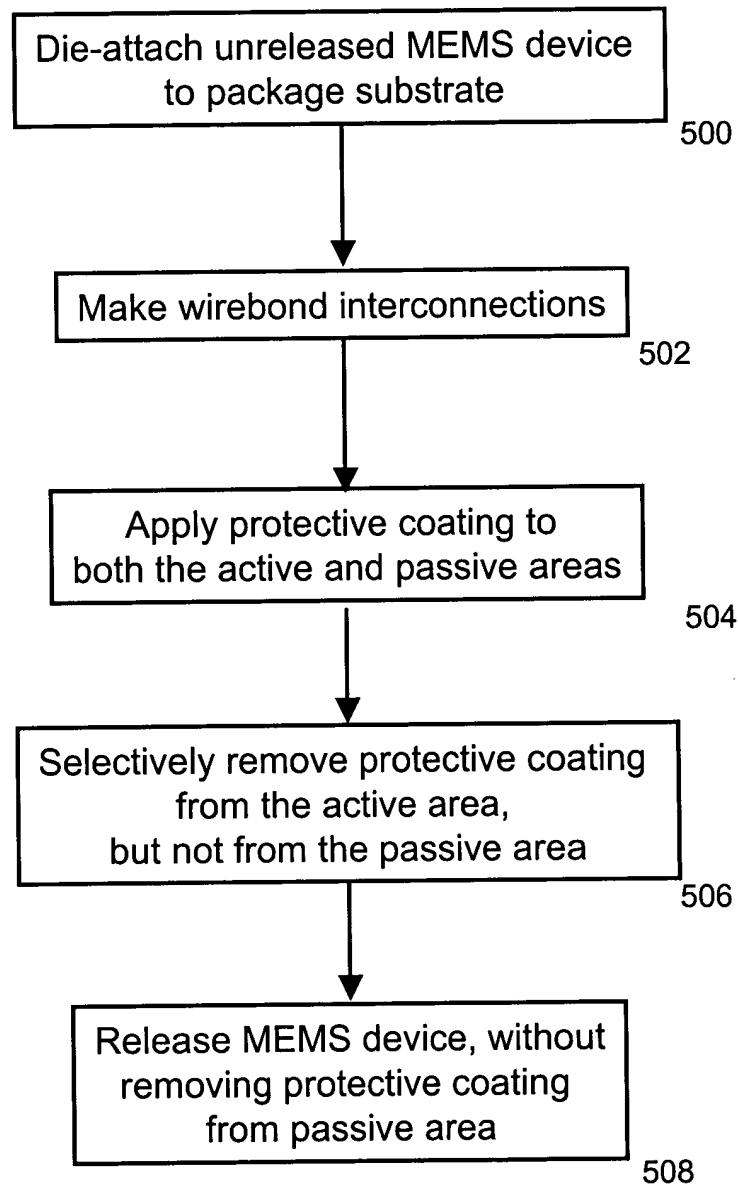 Die-attach unreleased MEMS device
to package substrate
500
Make wirebond interconnections
502
Apply protective coating to
both the active and passive areas
504
Selectively remove protective coating
from the active area,
but not from the passive area
506
Release MEMS device, without
removing protective coating
from passive area
508